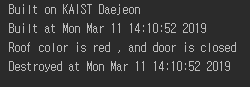 Built on KAIST Daejeon
Built at Mon Mar 11 14:10:52 2019
Roof color is red , and door is closed
Destroyed at Mon Mar 11 14:10:52 2019